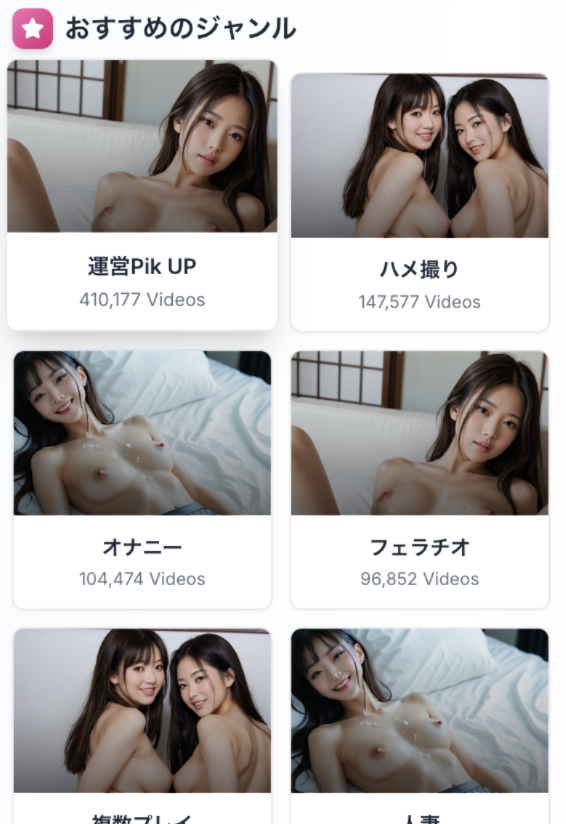 おすすめのジャンル
運営Pik UP
410,177 Videos
ハメ撮り
147,577 Videos
オナニー
104,474 Videos
フェラチオ
96,852 Videos
複数プレイ
人妻